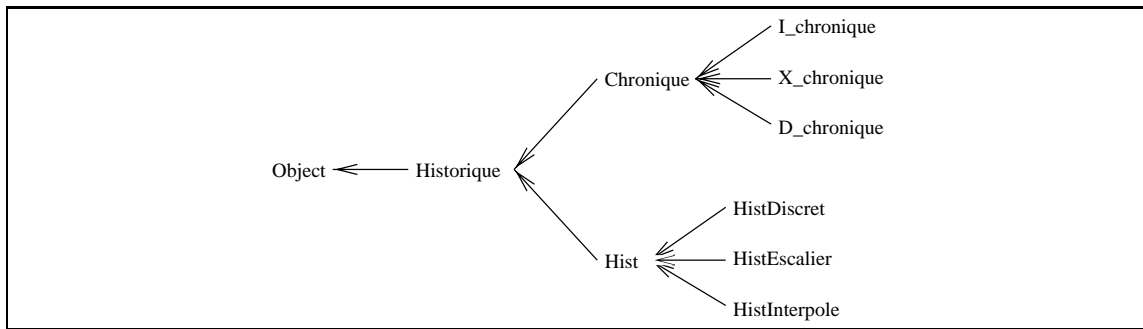 I_chronique
Chronique
X_chronique
D_chronique
Object
Historique
HistDiscret
Hist
HistEscalier
HistInterpole